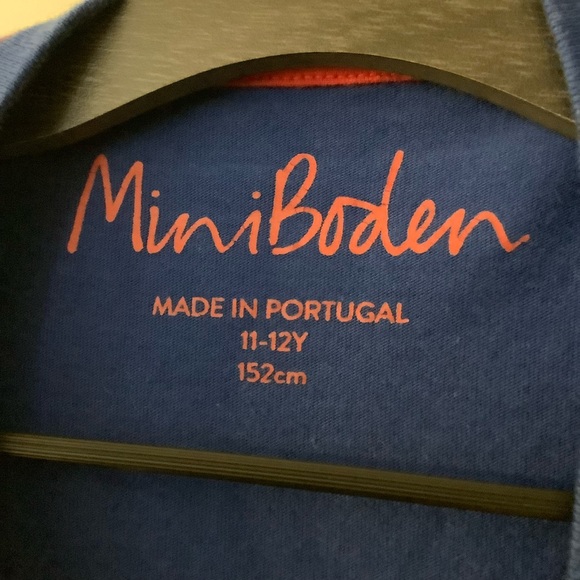 MiniBoden
MADE IN PORTUGAL
11-12Y
152cm